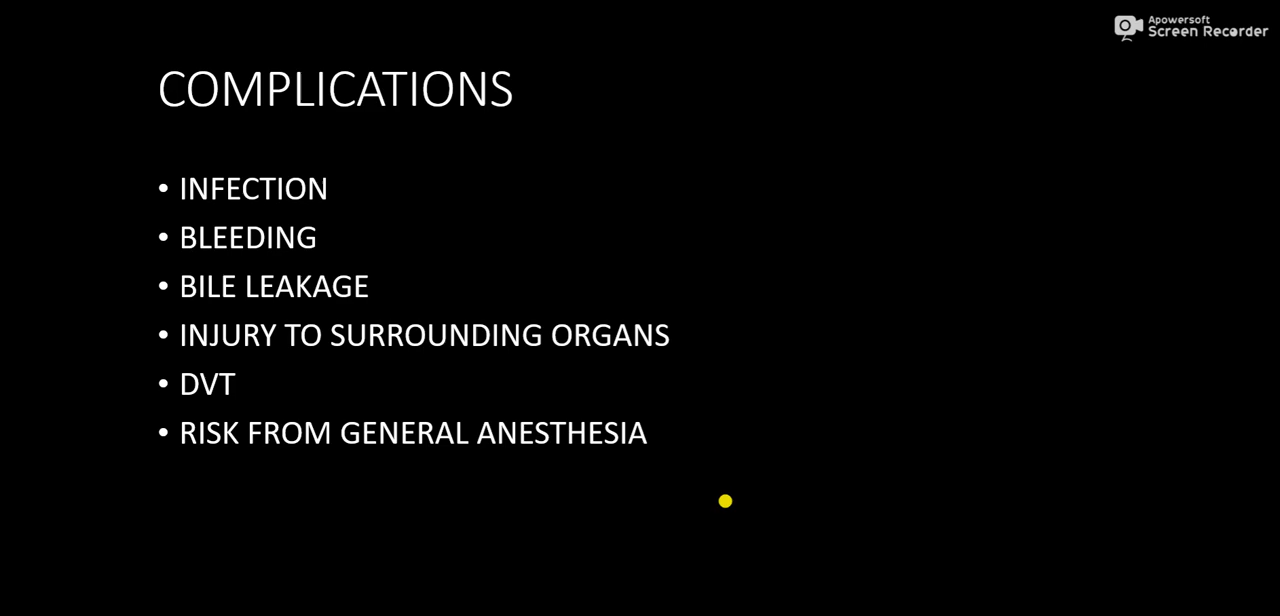 Apowersoft
Screen Recorder
COMPLICATIONS
• INFECTION
• BLEEDING
• BILE LEAKAGE
• INJURY TO SURROUNDING ORGANS
• DVT
• RISK FROM GENERAL ANESTHESIA